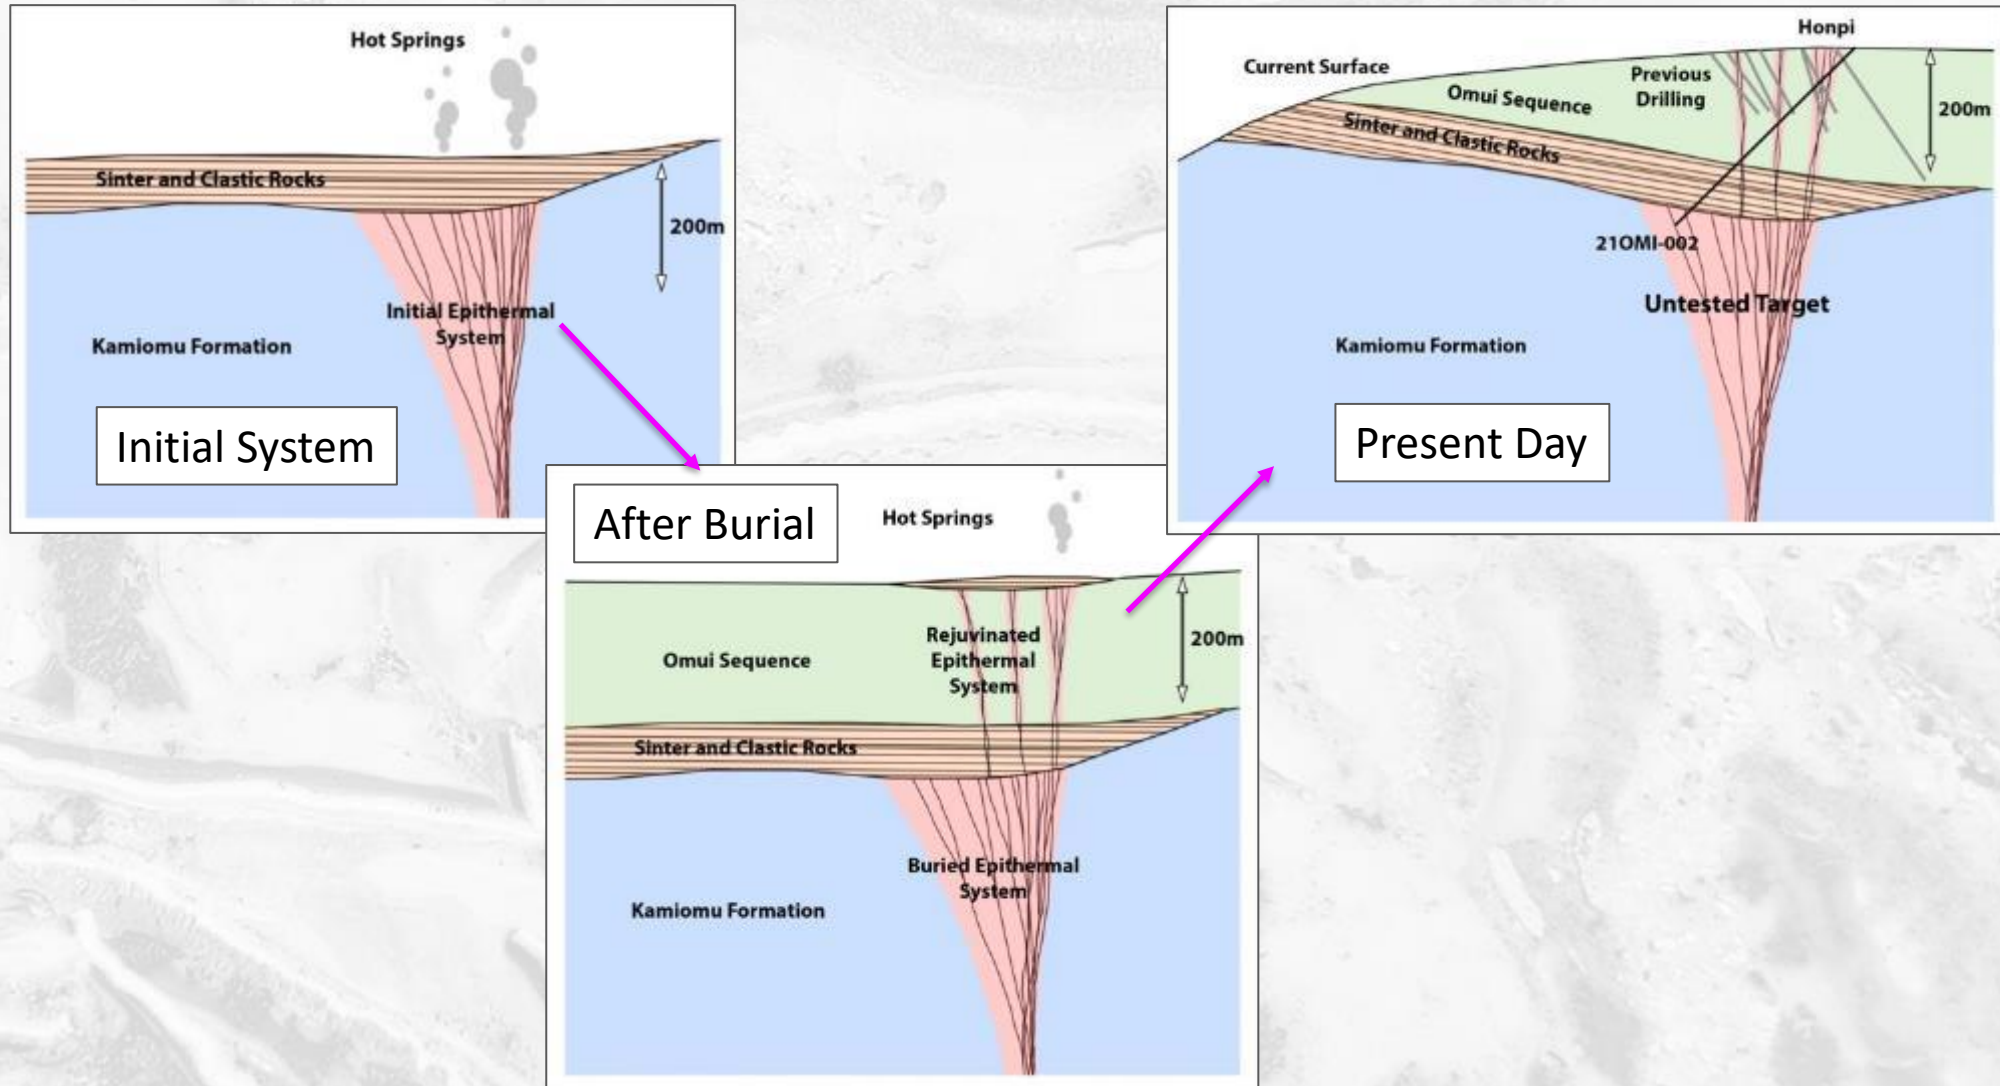 Hot Springs
Sinter and Clastic Rocks
200m
Initial Epithermal
System
Kamiomu Formation
Initial System
After Burial
Hot Springs
Rejuvinated
Epithermal
System
200m
Omui Sequence
Sinter and Clastic Rocks
Buried Epithermal
System
Kamiomu Formation
Honpi
Current Surface
Previous
Drilling
Omui Sequence
200m
Sinter and Clastic Rocks
21OMI-002
Untested Target
Kamiomu Formation
Present Day